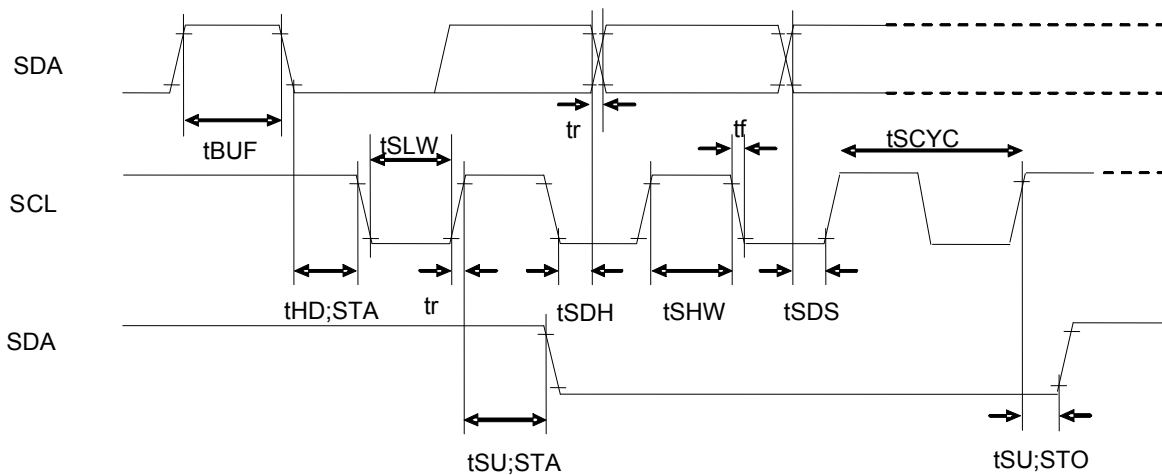 SDA
tr
tf
tBUF
tSLW
tSCYC
SCL
tHD;STA
tr
tSDH
tSHW
tSDS
SDA
tSU;STA
tSU;STO